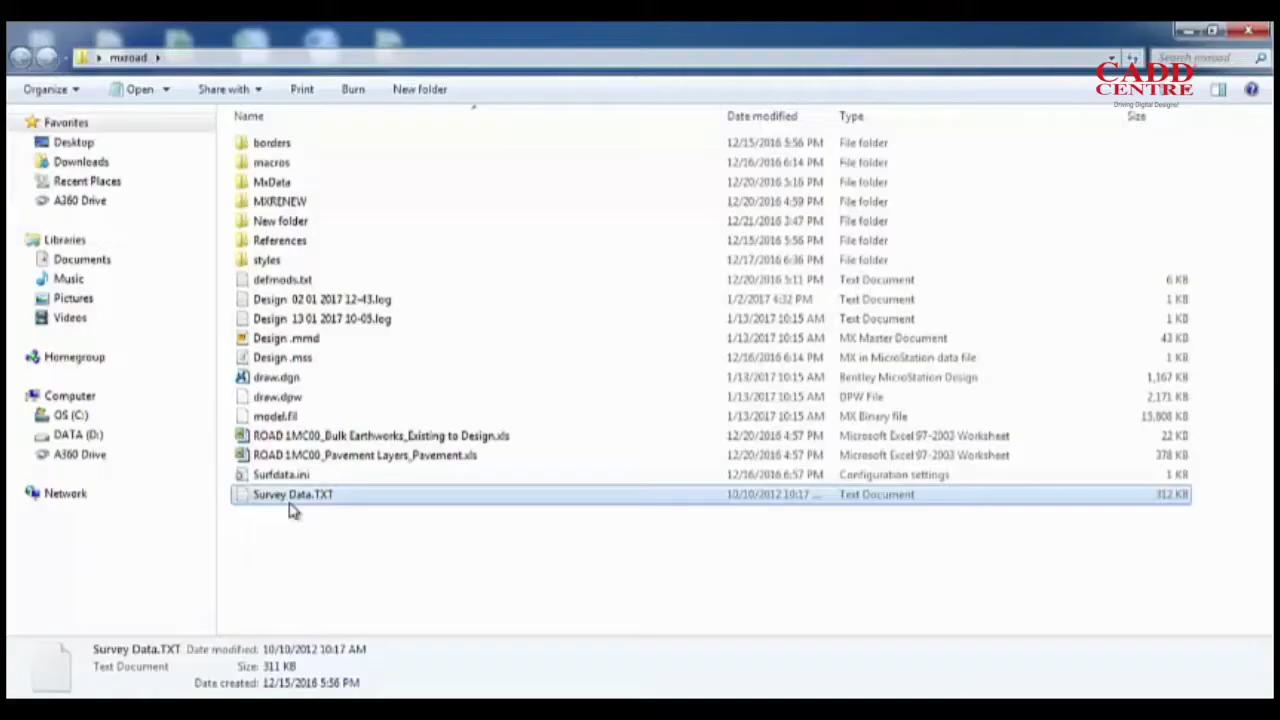 mxroad
Search mxroad
CADD
CENTRE
Driving Digital Designs!
Organize Open Share with Print Burn New folder
Name Date modified Type Size
Favorites
Desktop
Downloads
Recent Places
A360 Drive
Libraries
Documents
Music
Pictures
Videos
Homegroup
Computer
OS (C:)
DATA (D:)
A360 Drive
Network
borders 12/15/2016 5:56 PM File folder
macros 12/16/2016 6:14 PM File folder
MxData 12/20/2016 5:16 PM File folder
MXRENEW 12/20/2016 4:59 PM File folder
New folder 12/21/2016 3:47 PM File folder
References 12/15/2016 5:56 PM File folder
styles 12/17/2016 6:36 PM File folder
defmods.txt 12/20/2016 5:11 PM Text Document 6 KB
Design 02 01 2017 12-43.log 1/2/2017 4:32 PM Text Document 1 KB
Design 13 01 2017 10-05.log 1/13/2017 10:15 AM Text Document 1 KB
Design .mmd 1/13/2017 10:15 AM MX Master Document 43 KB
Design .mss 12/16/2016 6:14 PM MX in MicroStation data file 1 KB
draw.dgn 1/13/2017 10:15 AM Bentley MicroStation Design 1,167 KB
draw.dpw 1/13/2017 10:15 AM DPW File 2,171 KB
model.fil 1/13/2017 10:15 AM MX Binary file 13,808 KB
ROAD 1MC00_Bulk Earthworks_Existing to Design.xls 12/20/2016 4:57 PM Microsoft Excel 97-2003 Worksheet 22 KB
ROAD 1MC00_Pavement Layers_Pavement.xls 12/20/2016 4:57 PM Microsoft Excel 97-2003 Worksheet 378 KB
Surfdata.ini 12/16/2016 6:57 PM Configuration settings 1 KB
Survey Data.TXT 10/10/2012 10:17 ... Text Document 312 KB
Survey Data.TXT Date modified: 10/10/2012 10:17 AM
Text Document Size: 311 KB
Date created: 12/15/2016 5:56 PM